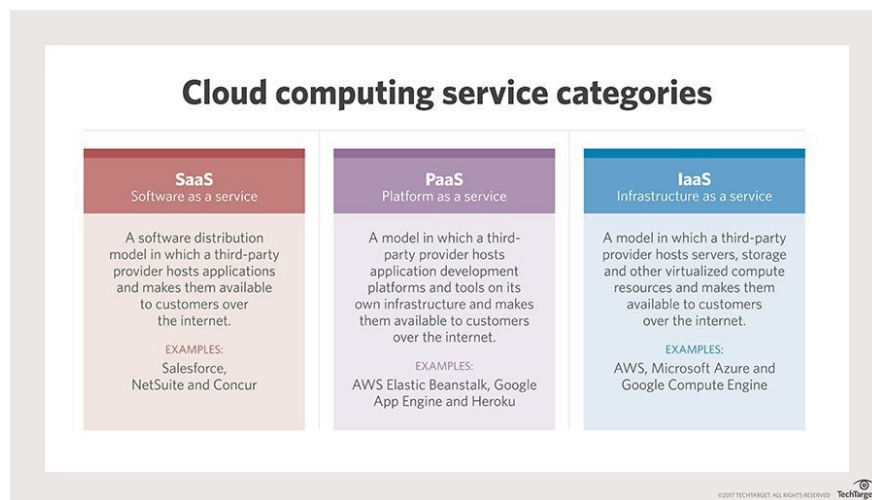 Cloud computing service categories
SaaS
Software as a service
A software distribution
model in which a third-party
provider hosts applications
and makes them available
to customers over
the internet.
EXAMPLES:
Salesforce,
NetSuite and Concur
PaaS
Platform as a service
A model in which a third-
party provider hosts
application development
platforms and tools on its
own infrastructure and makes
them available to customers
over the internet.
EXAMPLES:
AWS Elastic Beanstalk, Google
App Engine and Heroku
IaaS
Infrastructure as a service
A model in which a third-party
provider hosts servers, storage
and other virtualized compute
resources and makes them
available to customers
over the internet.
EXAMPLES:
AWS, Microsoft Azure and
Google Compute Engine
©2017 TECHTARGET. ALL RIGHTS RESERVED TechTarge